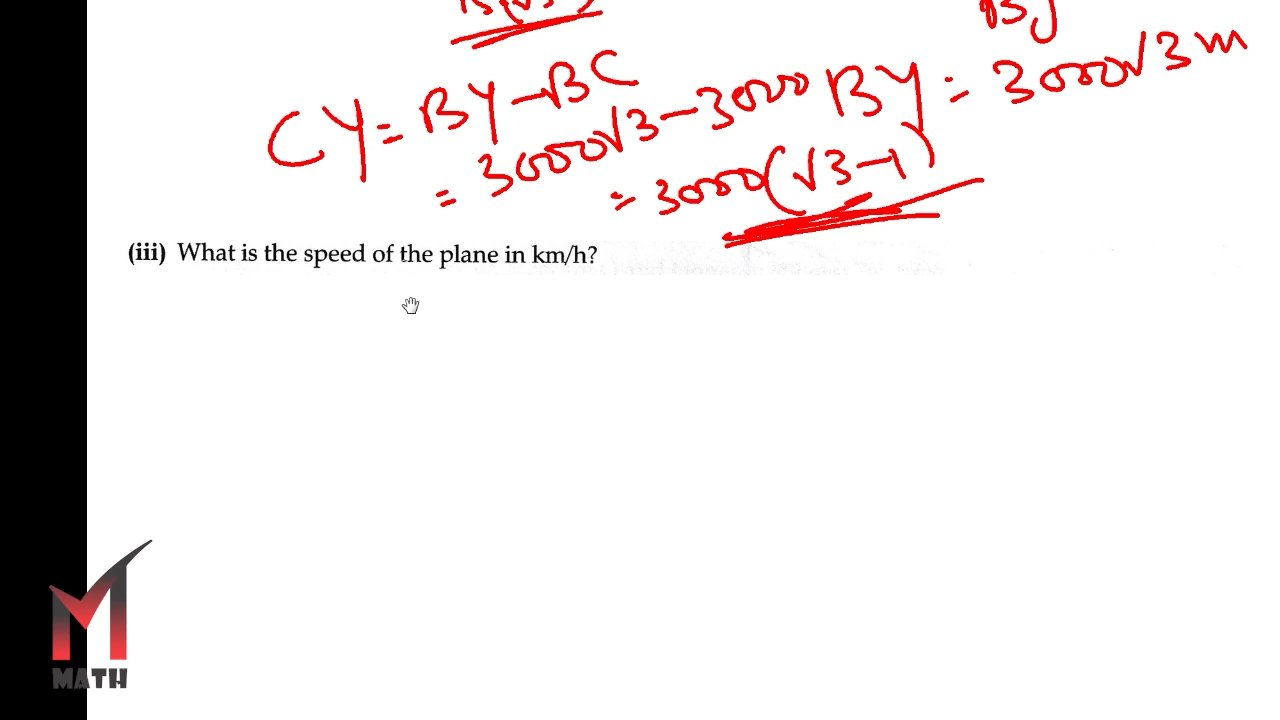 By
CY = BY - BC
= 3000√3 - 3000
BY = 3000√3 m
= 3000(√3-1)
(iii) What is the speed of the plane in km/h?
MATH